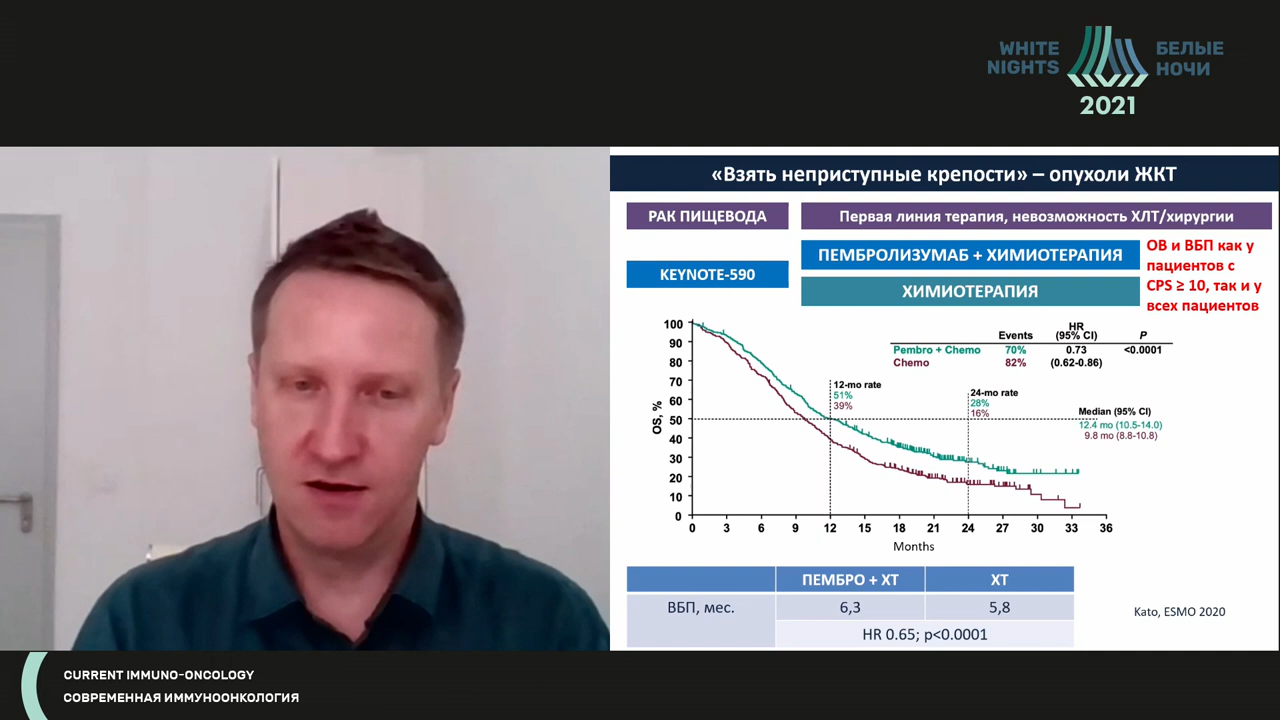 WHITE
NIGHTS
БЕЛЫЕ
НОЧИ
2021
«Взять неприступные крепости» – опухоли ЖКТ
РАК ПИЩЕВОДА
Первая линия терапия, невозможность ХЛТ/хирургии
KEYNOTE-590
ПЕМБРОЛИЗУМАБ + ХИМИОТЕРАПИЯ
ХИМИОТЕРАПИЯ
ОВ и ВБП как у
пациентов с
CPS ≥ 10, так и у
всех пациентов
OS, %
100
90
80
70
60
50
40
30
20
10
0
Events HR (95% CI) P
Pembro + Chemo 70% 0.73 <0.0001
Chemo 82% (0.62-0.86)
12-mo rate
51%
39%
24-mo rate
28%
16%
Median (95% CI)
12.4 mo (10.5-14.0)
9.8 mo (8.8-10.8)
0 3 6 9 12 15 18 21 24 27 30 33 36
Months
ПЕМБРО + ХТ ХТ
ВБП, мес. 6,3 5,8
HR 0.65; p<0.0001
Kato, ESMO 2020
CURRENT IMMUNO-ONCOLOGY
СОВРЕМЕННАЯ ИММУНООНКОЛОГИЯ